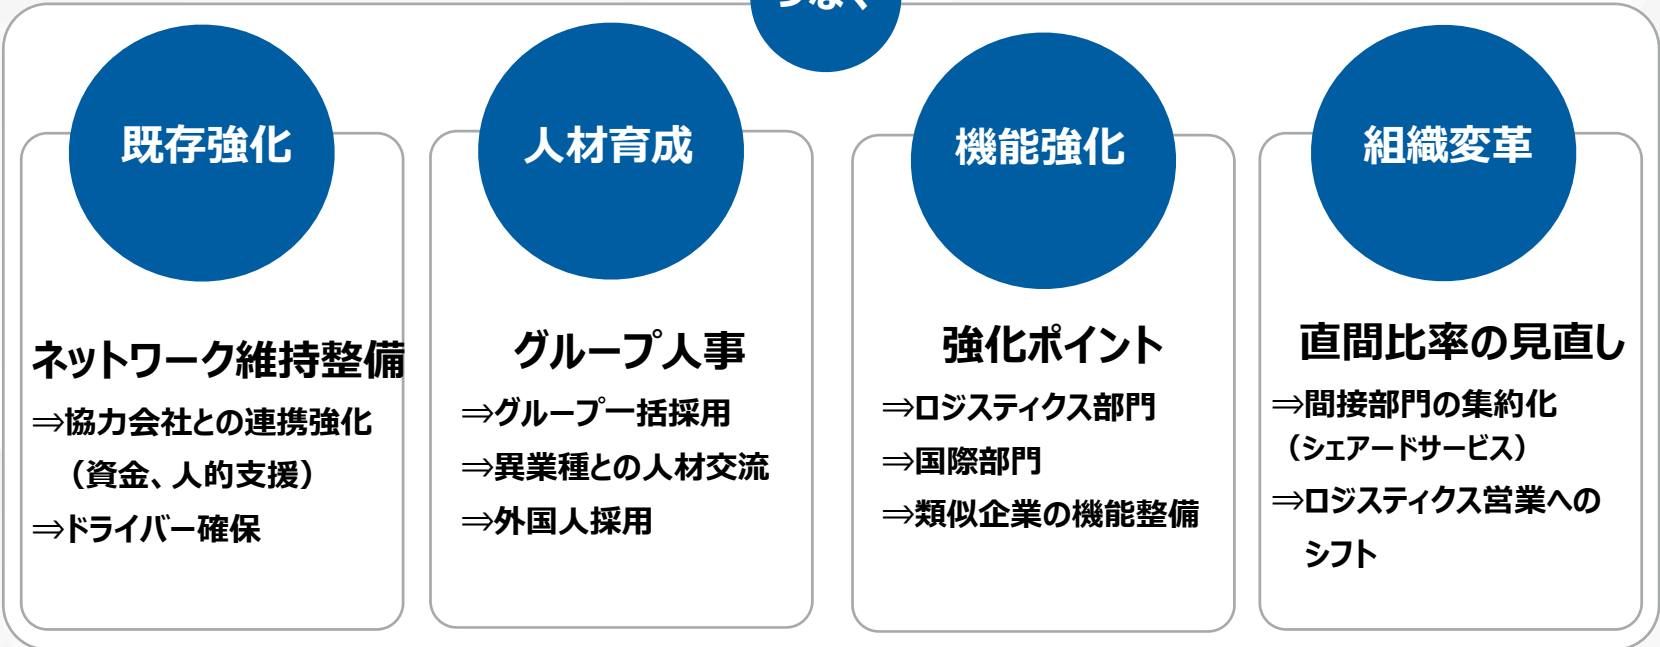 つなぐ
既存強化
ネットワーク維持整備
⇒協力会社との連携強化
（資金、人的支援）
⇒ドライバー確保
人材育成
グループ人事
⇒グループ一括採用
⇒異業種との人材交流
⇒外国人採用
機能強化
強化ポイント
⇒ロジスティクス部門
⇒国際部門
⇒類似企業の機能整備
組織変革
直間比率の見直し
⇒間接部門の集約化
（シェアードサービス）
⇒ロジスティクス営業への
シフト